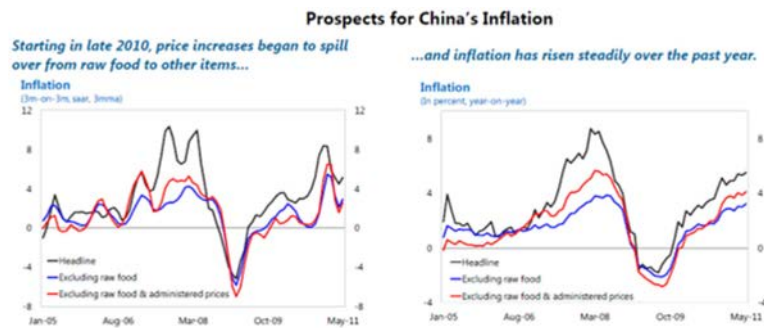 Prospects for China's Inflation
Starting in late 2010, price increases began to spill
over from raw food to other items...
...and inflation has risen steadily over the past year.
Inflation
(3m-on-3m, saar, 3mma)
12
8
4
0
-4
-8
12
8
4
0
-4
-8
Headline
Excluding raw food
Excluding raw food & administered prices
Jan-05
Aug-06
Mar-08
Oct-09
May-11
Inflation
(In percent, year-on-year)
8
4
0
-4
8
4
0
-4
Headline
Excluding raw food
Excluding raw food & administered prices
Jan-05
Aug-06
Mar-08
Oct-09
May-11